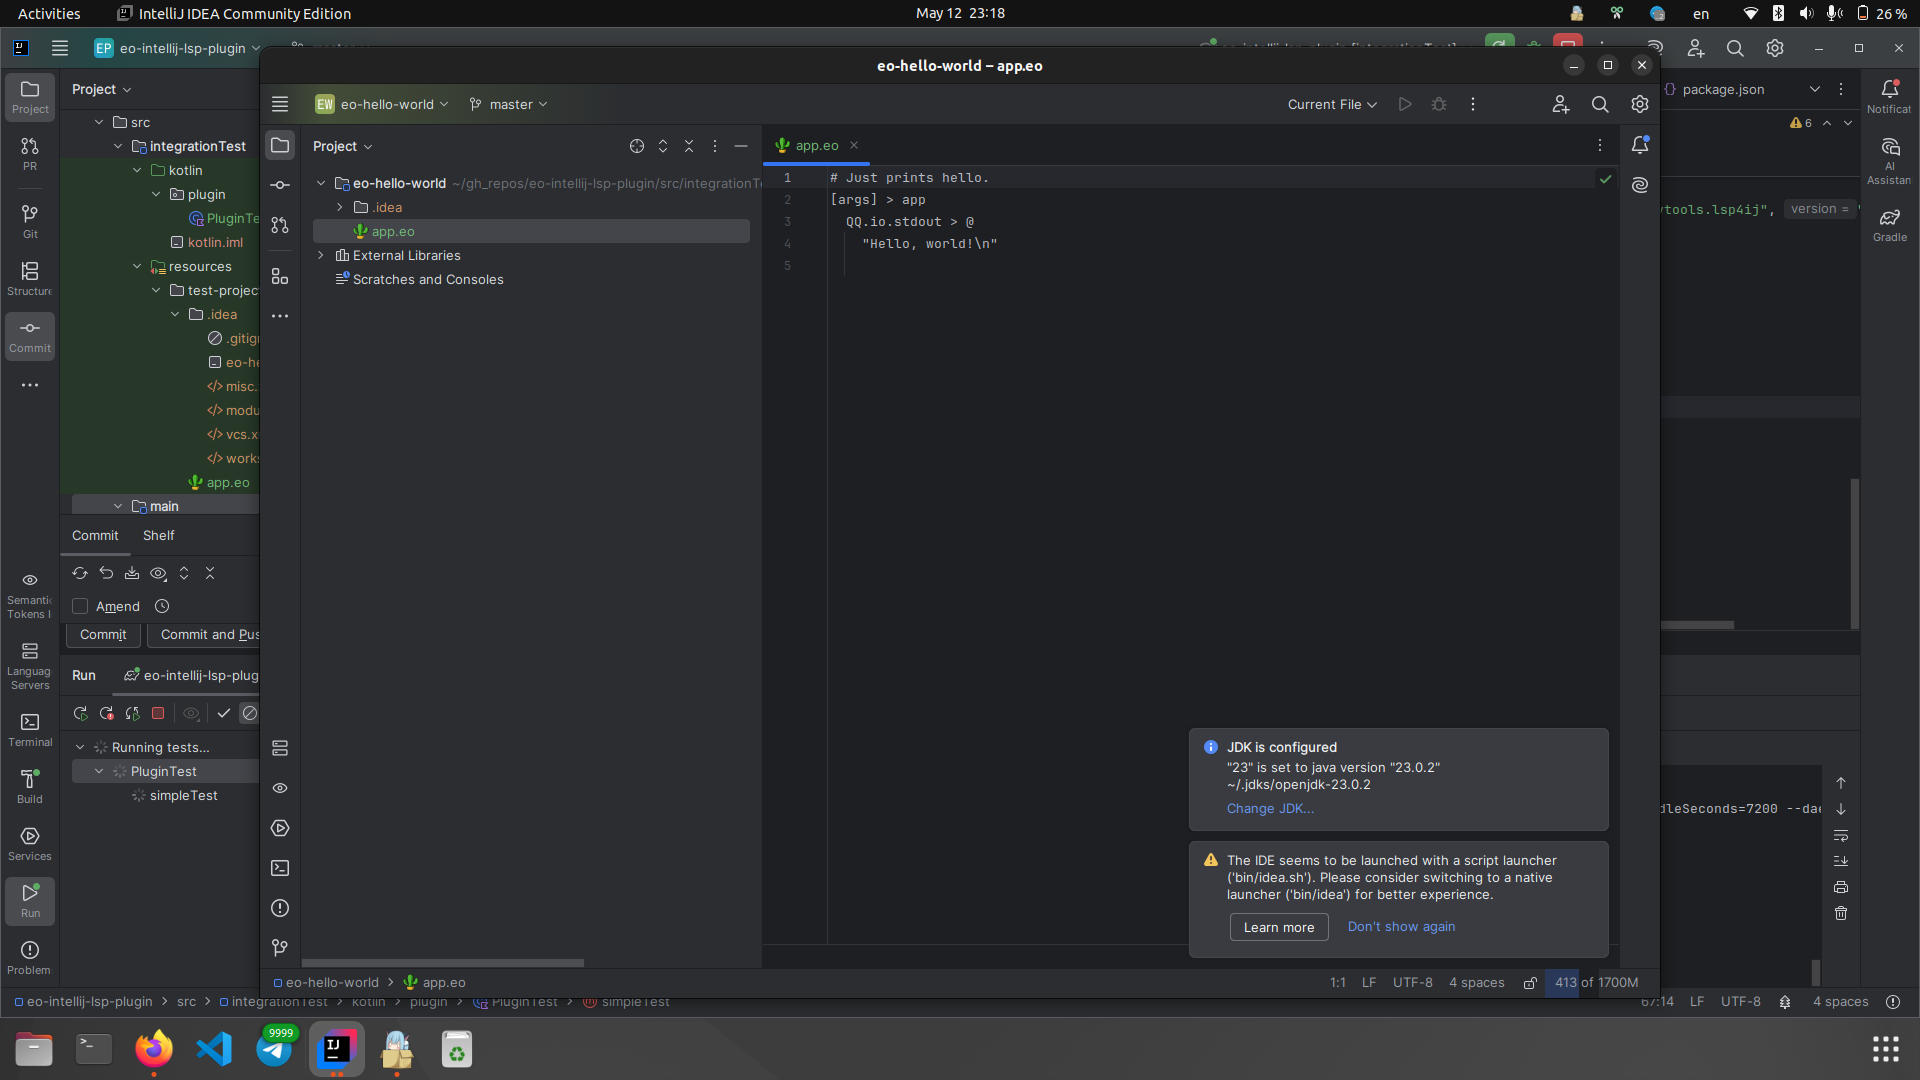 Activities
IntelliJ IDEA Community Edition
May 12 23:18
en
26 %
EP eo-intellij-lsp-plugin
eo-hello-world – app.eo
EW eo-hello-world
master
Current File
package.json
Project
PR
Git
Structure
Commit
Semantic
Tokens I
Languag
Servers
Terminal
Build
Services
Run
Problem
Project
src
integrationTest
kotlin
plugin
PluginTe
kotlin.iml
resources
test-projec
.idea
.gitign
eo-he
misc.
modu
vcs.x
works
app.eo
main
Commit
Shelf
Amend
Commit
Commit and Pus
Run
eo-intellij-lsp-plug
Running tests...
PluginTest
simpleTest
Project
eo-hello-world ~/gh_repos/eo-intellij-lsp-plugin/src/integrationT
.idea
app.eo
External Libraries
Scratches and Consoles
app.eo
1 # Just prints hello.
2 [args] > app
3 QQ.io.stdout > @
4 "Hello, world!\n"
5
JDK is configured
"23" is set to java version "23.0.2"
~/.jdks/openjdk-23.0.2
Change JDK...
The IDE seems to be launched with a script launcher
('bin/idea.sh'). Please consider switching to a native
launcher ('bin/idea') for better experience.
Learn more
Don't show again
eo-hello-world
app.eo
1:1
LF
UTF-8
4 spaces
413 of 1700M
6
ytools.lsp4ij", version =
dleSeconds=7200 --dae
Notificat
AI
Assistan
Gradle
eo-intellij-lsp-plugin
src
integrationTest
kotlin
plugin
PluginTest
simpleTest
67:14
LF
UTF-8
4 spaces
9999